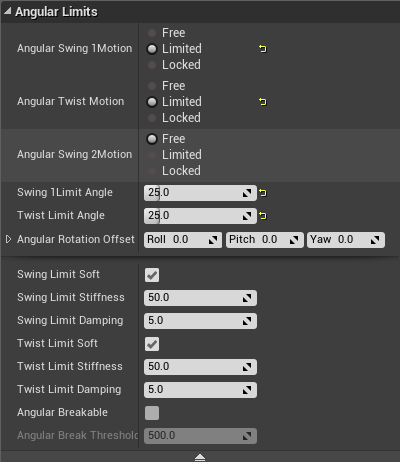 Angular Limits
Free
Angular Swing 1Motion
Limited
Locked
Free
Angular Twist Motion
Limited
Locked
Free
Angular Swing 2Motion
Limited
Locked
Swing 1Limit Angle 25.0
Twist Limit Angle 25.0
Angular Rotation Offset Roll 0.0 Pitch 0.0 Yaw 0.0
Swing Limit Soft
Swing Limit Stiffness 50.0
Swing Limit Damping 5.0
Twist Limit Soft
Twist Limit Stiffness 50.0
Twist Limit Damping 5.0
Angular Breakable
Angular Break Threshold 500.0